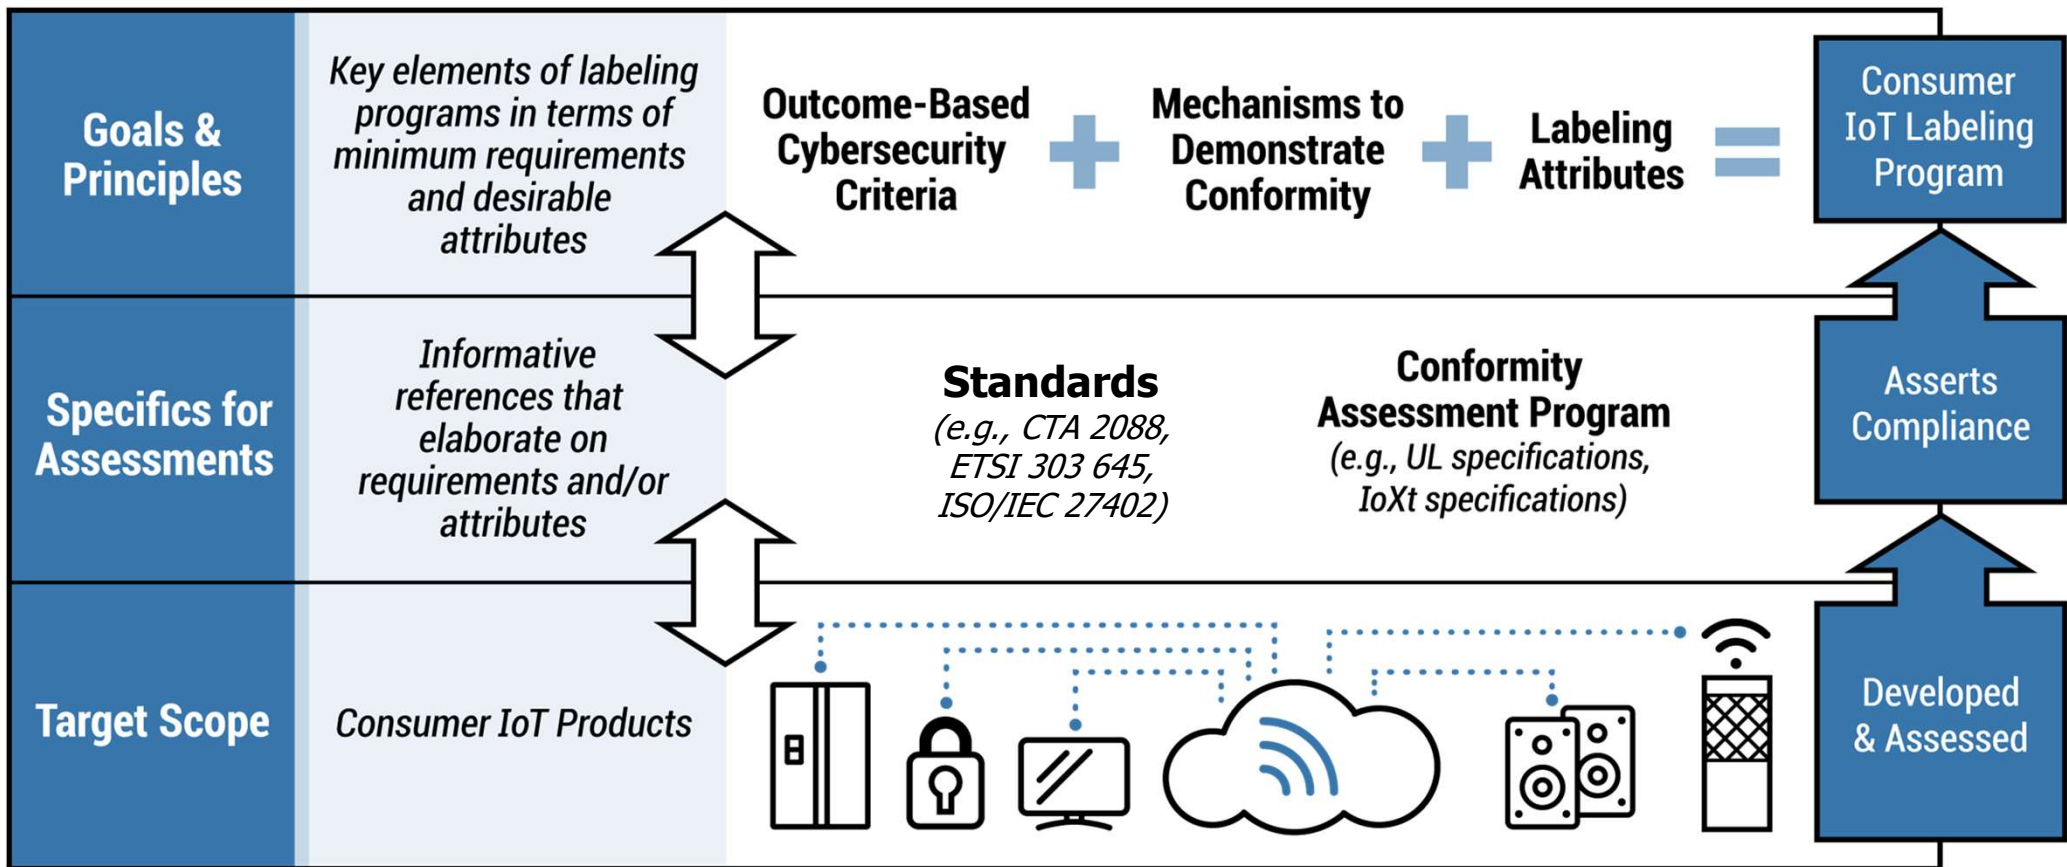 Goals &
Principles
Key elements of labeling
programs in terms of
minimum requirements
and desirable
attributes
Outcome-Based
Cybersecurity
Criteria
+
Mechanisms to
Demonstrate
Conformity
+
Labeling
Attributes
=
Consumer
IoT Labeling
Program
Specifics for
Assessments
Informative
references that
elaborate on
requirements and/or
attributes
Standards
(e.g., CTA 2088,
ETSI 303 645,
ISO/IEC 27402)
Conformity
Assessment Program
(e.g., UL specifications,
IoXt specifications)
Asserts
Compliance
Target Scope
Consumer IoT Products
Developed
& Assessed